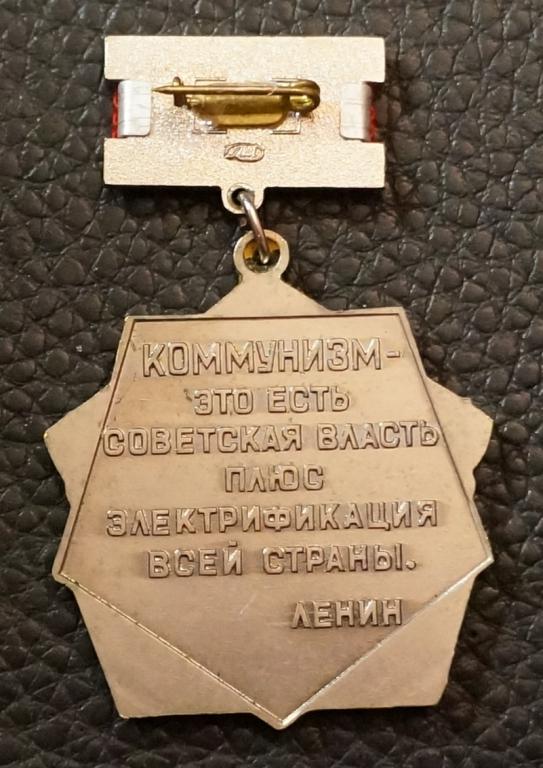 КОММУНИЗМ-
ЭТО ЕСТЬ
СОВЕТСКАЯ ВЛАСТЬ
ПЛЮС
ЭЛЕКТРИФИКАЦИЯ
ВСЕЙ СТРАНЫ.
ЛЕНИН